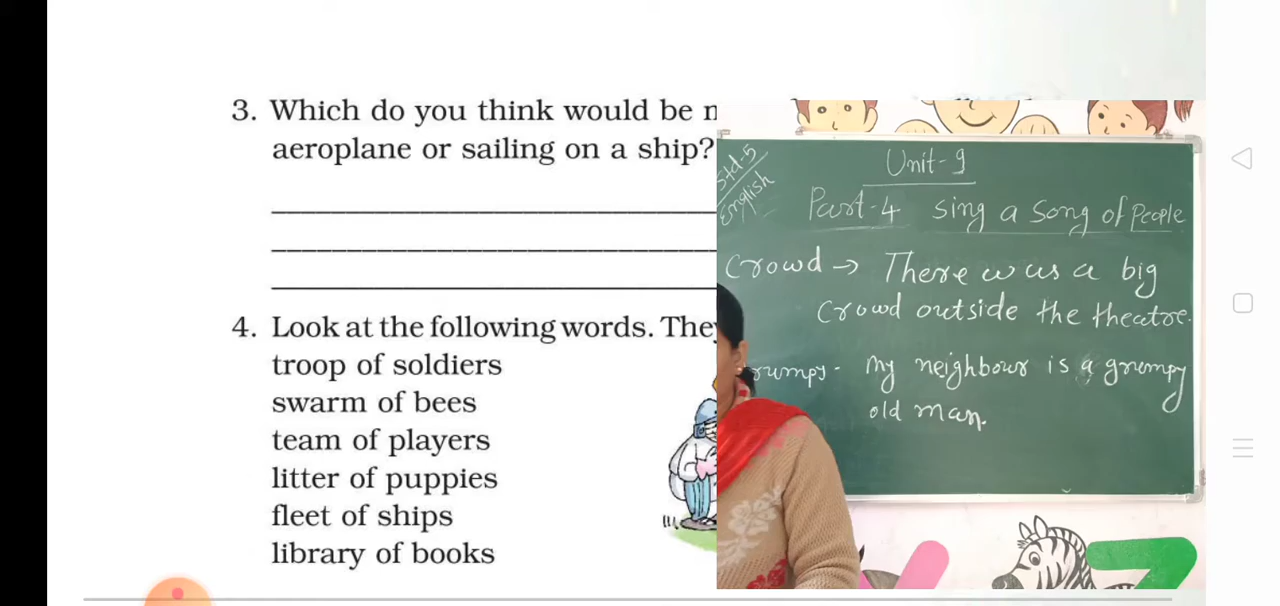 3. Which do you think would be
aeroplane or sailing on a ship?
4. Look at the following words. They
troop of soldiers
swarm of bees
team of players
litter of puppies
fleet of ships
library of books
Std-5
English
Unit-9
Part-4 Sing a Song of People
Crowd → There was a big
Crowd outside the theatre.
rumpy - My neighbour is a grumpy
old man.